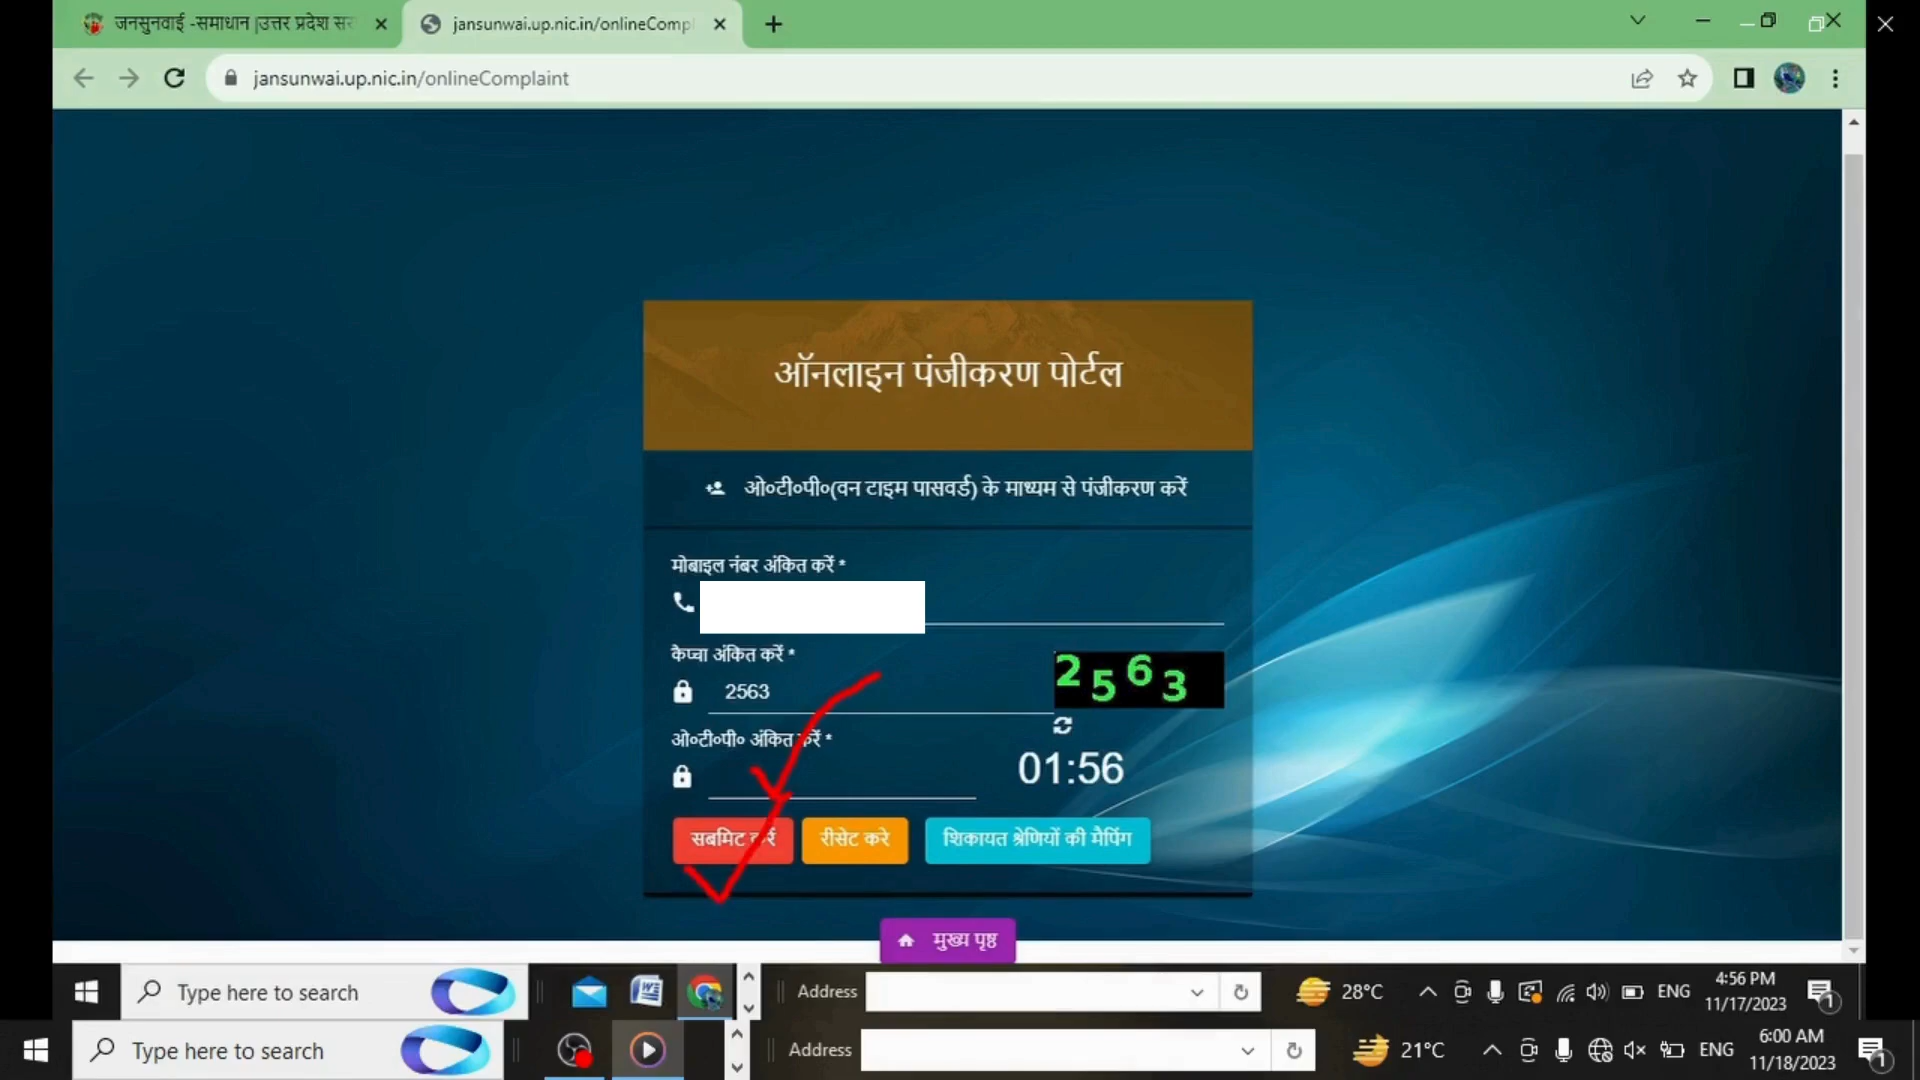 जनसुनवाई -समाधान |उत्तर प्रदेश सर
jansunwai.up.nic.in/onlineCompl
jansunwai.up.nic.in/onlineComplaint
ऑनलाइन पंजीकरण पोर्टल
ओ०टी०पी०(वन टाइम पासवर्ड) के माध्यम से पंजीकरण करें
मोबाइल नंबर अंकित करें *
कैप्चा अंकित करें *
2563
2563
ओ०टी०पी० अंकित करें *
01:56
सबमिट करें
रीसेट करे
शिकायत श्रेणियों की मैपिंग
मुख्य पृष्ठ
Type here to search
Address
28°C
ENG
4:56 PM
11/17/2023
1
Type here to search
Address
21°C
ENG
6:00 AM
11/18/2023
1